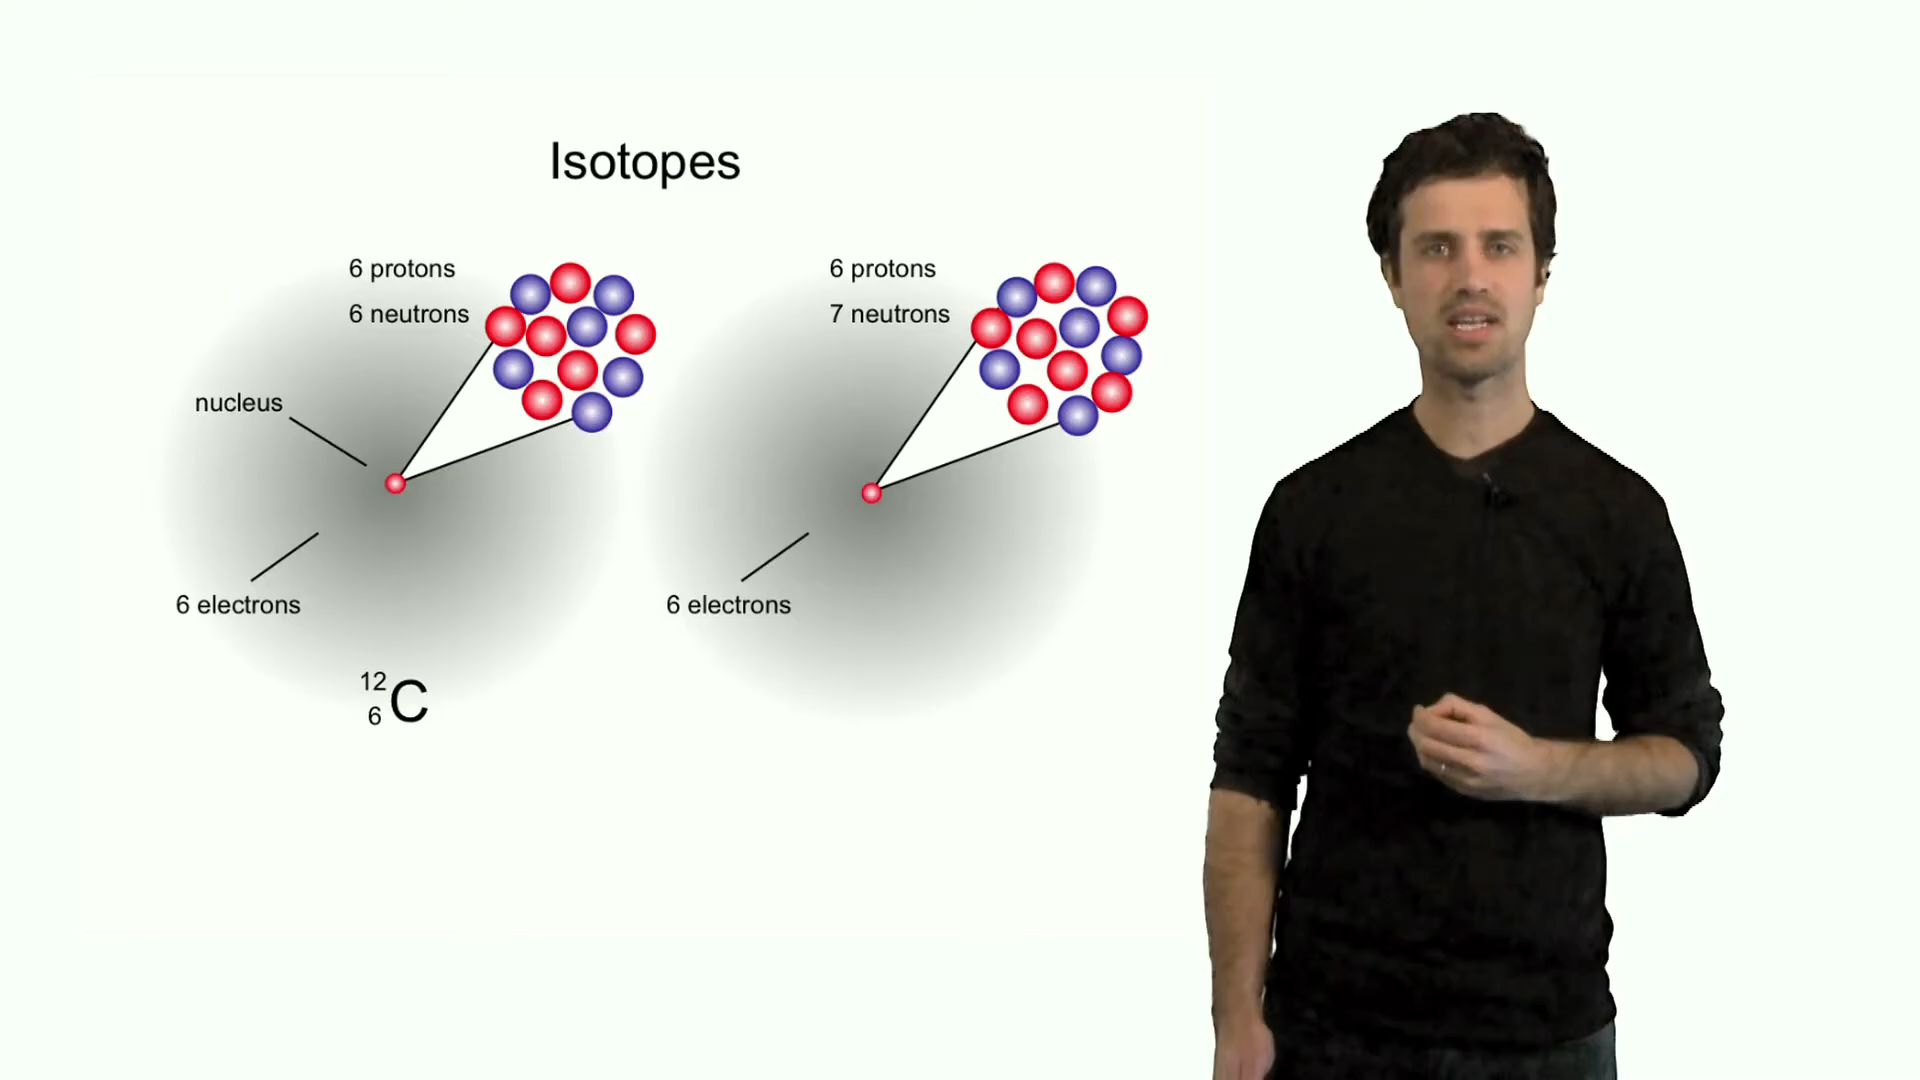 Isotopes
6 protons
6 neutrons
nucleus
6 electrons
12
6
C
6 protons
7 neutrons
6 electrons